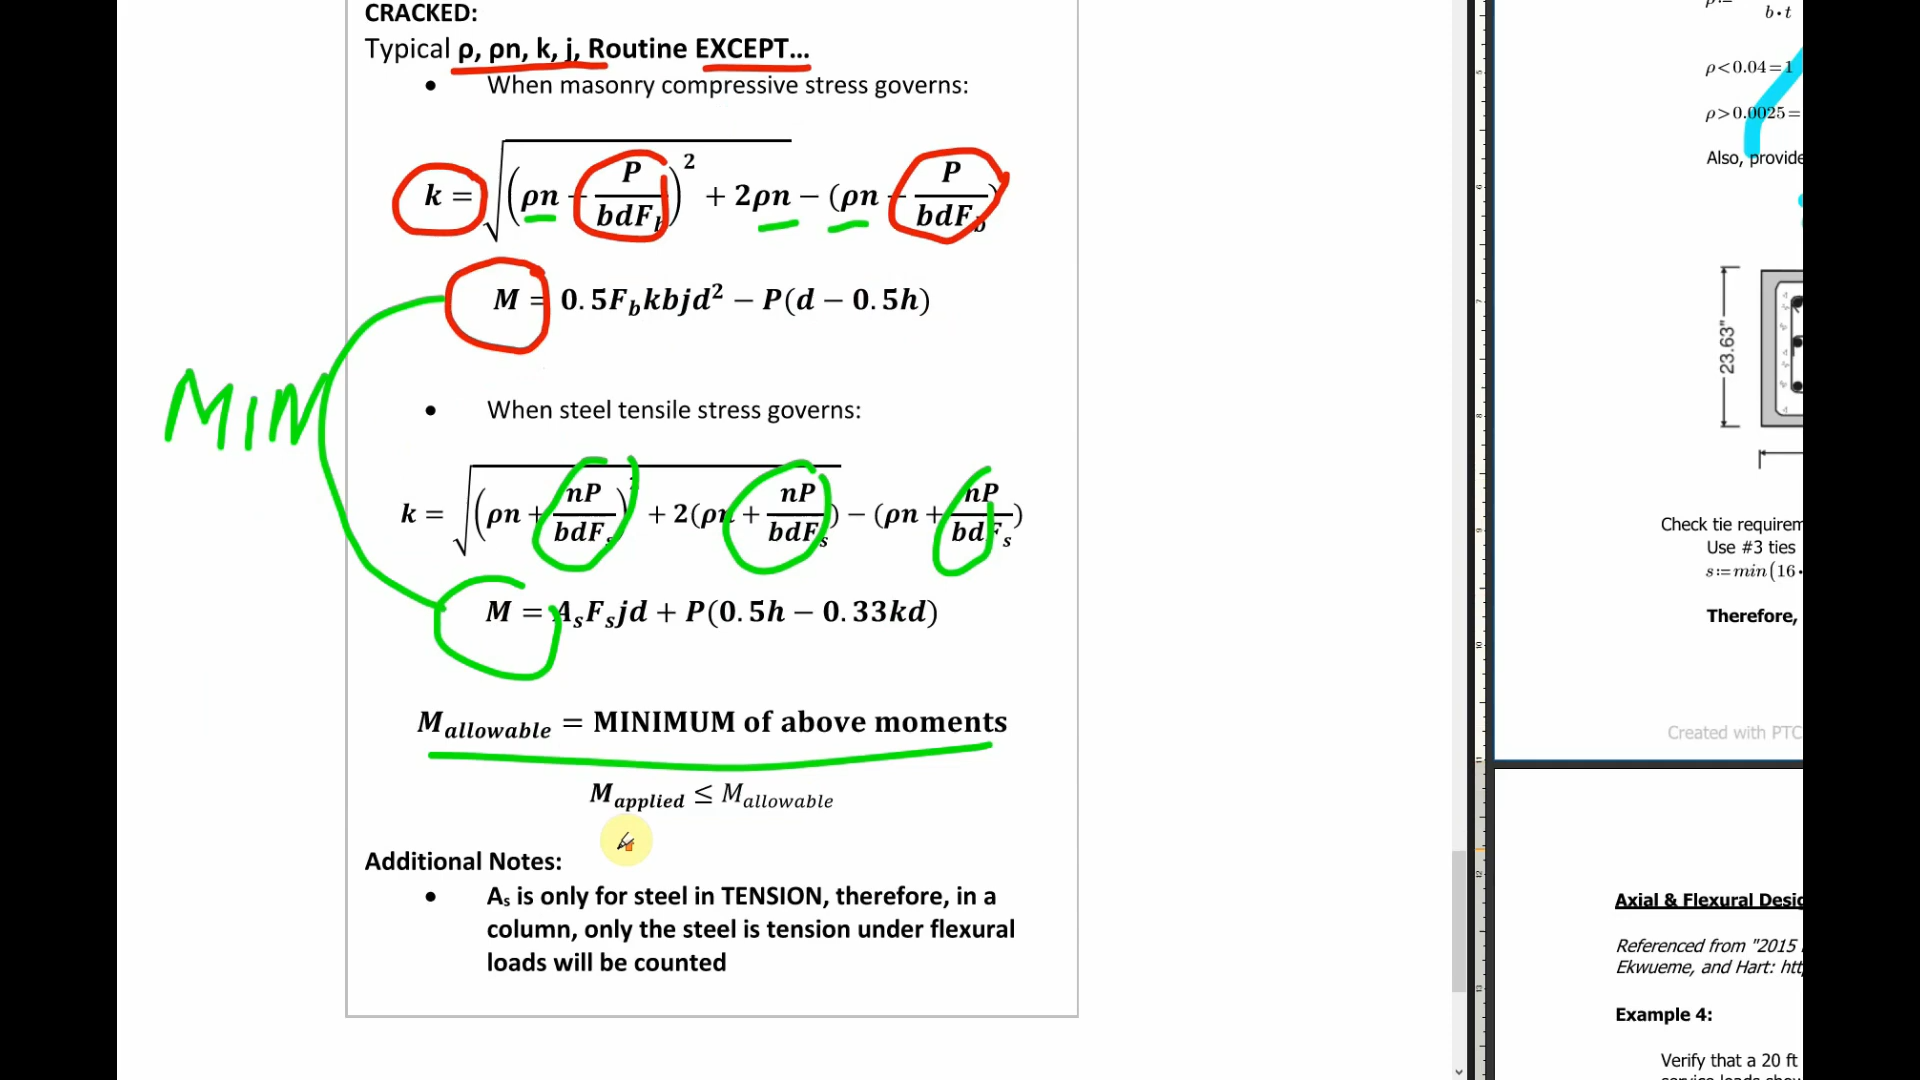 CRACKED:
Typical ρ, ρn, k, j, Routine EXCEPT...
• When masonry compressive stress governs:
k = √((ρn − P/bdF_b)² + 2ρn) − (ρn − P/bdF_b)
M = 0.5F_bkbjd² − P(d − 0.5h)
MIN
• When steel tensile stress governs:
k = √((ρn + nP/bdF_s)² + 2(ρn + nP/bdF_s)) − (ρn + nP/bdF_s)
M = A_sF_sjd + P(0.5h − 0.33kd)
M_allowable = MINIMUM of above moments
M_applied ≤ M_allowable
Additional Notes:
• A_s is only for steel in TENSION, therefore, in a
column, only the steel is tension under flexural
loads will be counted
b·t
ρ<0.04=1
ρ>0.0025=
Also, provide
23.63"
Check tie requirem
Use #3 ties
s:=min(16·
Therefore,
Created with PTC
Axial & Flexural Desig
Referenced from "2015
Ekwueme, and Hart: htt
Example 4:
Verify that a 20 ft